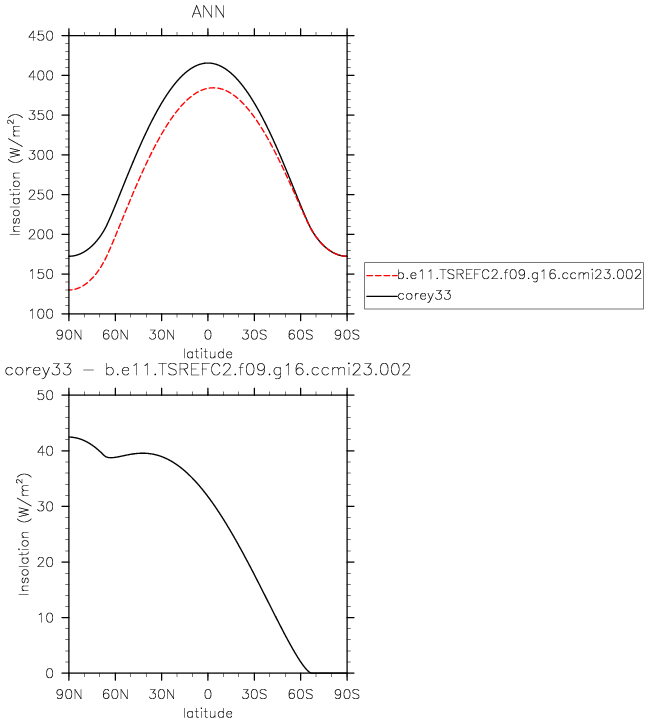 ANN
450
400
350
300
250
200
150
100
Insolation (W/m²)
90N 60N 30N 0 30S 60S 90S
latitude
b.e11.TSREFC2.f09.g16.ccmi23.002
corey33
corey33 − b.e11.TSREFC2.f09.g16.ccmi23.002
50
40
30
20
10
0
Insolation (W/m²)
90N 60N 30N 0 30S 60S 90S
latitude